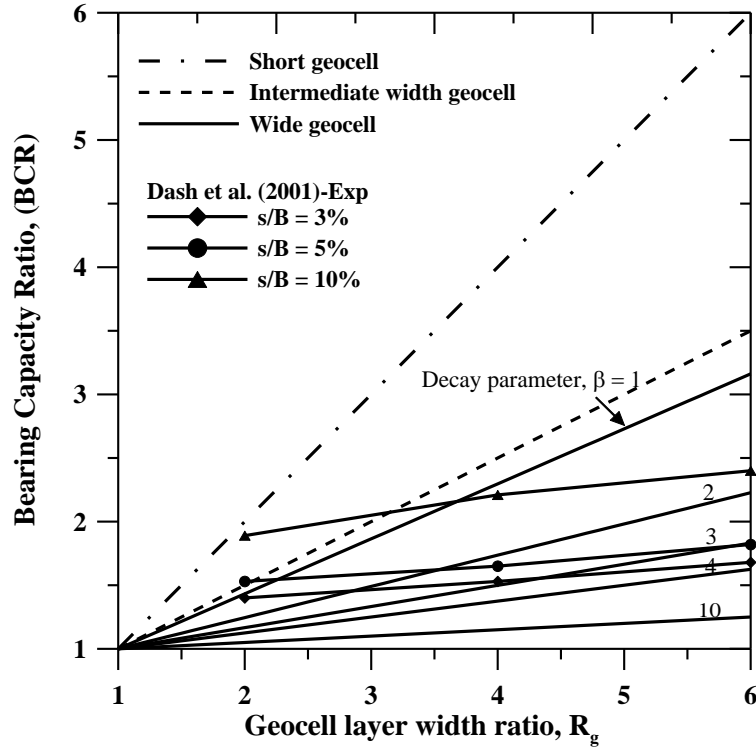 6
5
4
3
2
1
Bearing Capacity Ratio, (BCR)
Short geocell
Intermediate width geocell
Wide geocell
Dash et al. (2001)-Exp
s/B = 3%
s/B = 5%
s/B = 10%
Decay parameter, β = 1
2
3
4
10
1 2 3 4 5 6
Geocell layer width ratio, Rg